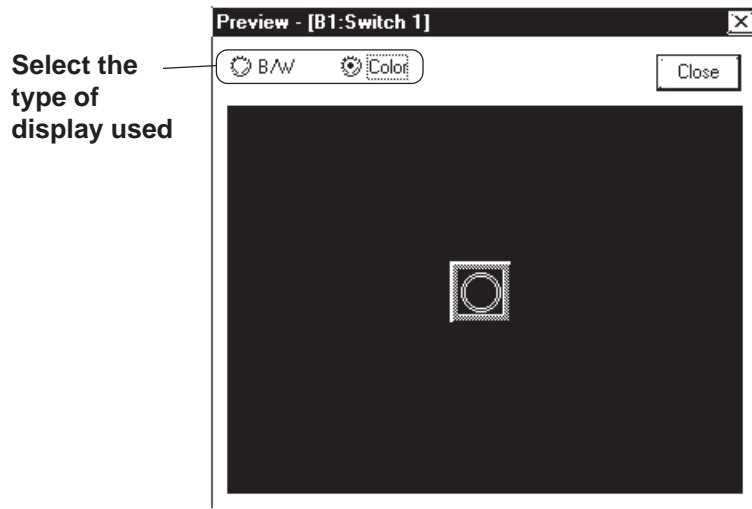 Preview - [B1:Switch 1]
Select the
type of
display used
B/W
Color
Close